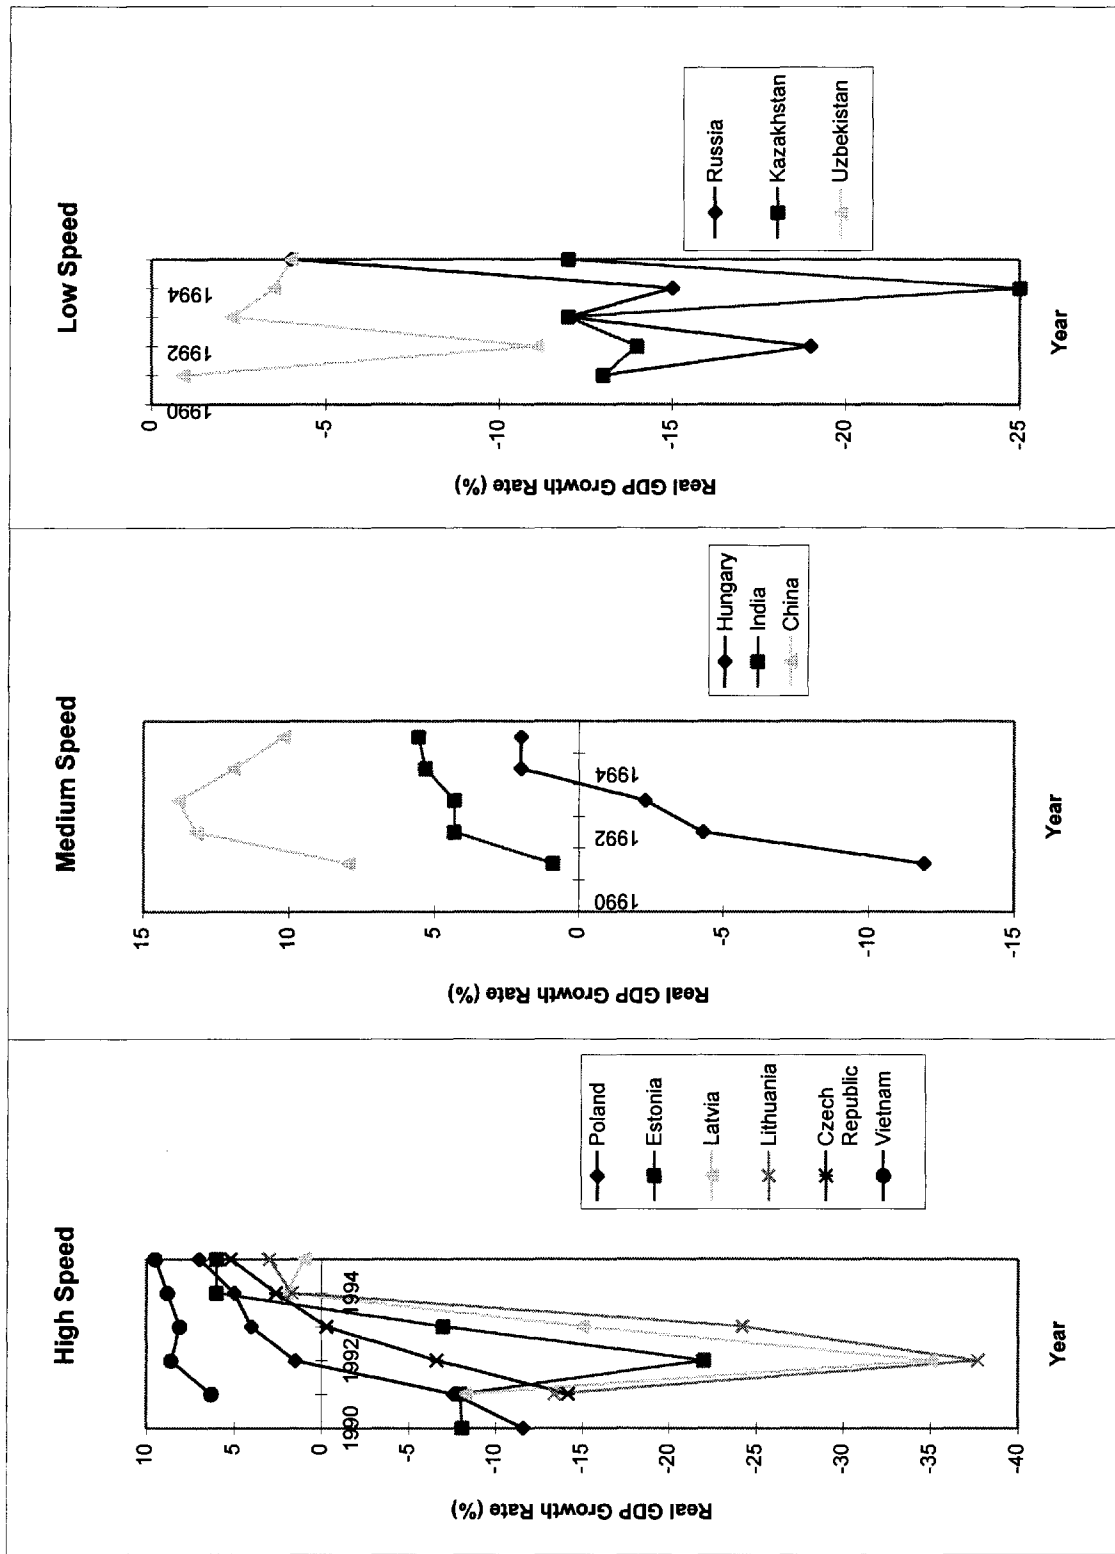 High Speed
Real GDP Growth Rate (%)
10
5
0
-5
-10
-15
-20
-25
-30
-35
-40
1990
1992
1994
Year
Poland
Estonia
Latvia
Lithuania
Czech
Republic
Vietnam
Medium Speed
Real GDP Growth Rate (%)
15
10
5
0
-5
-10
-15
1990
1992
1994
Year
Hungary
India
China
Low Speed
Real GDP Growth Rate (%)
0
-5
-10
-15
-20
-25
1990
1992
1994
Year
Russia
Kazakhstan
Uzbekistan